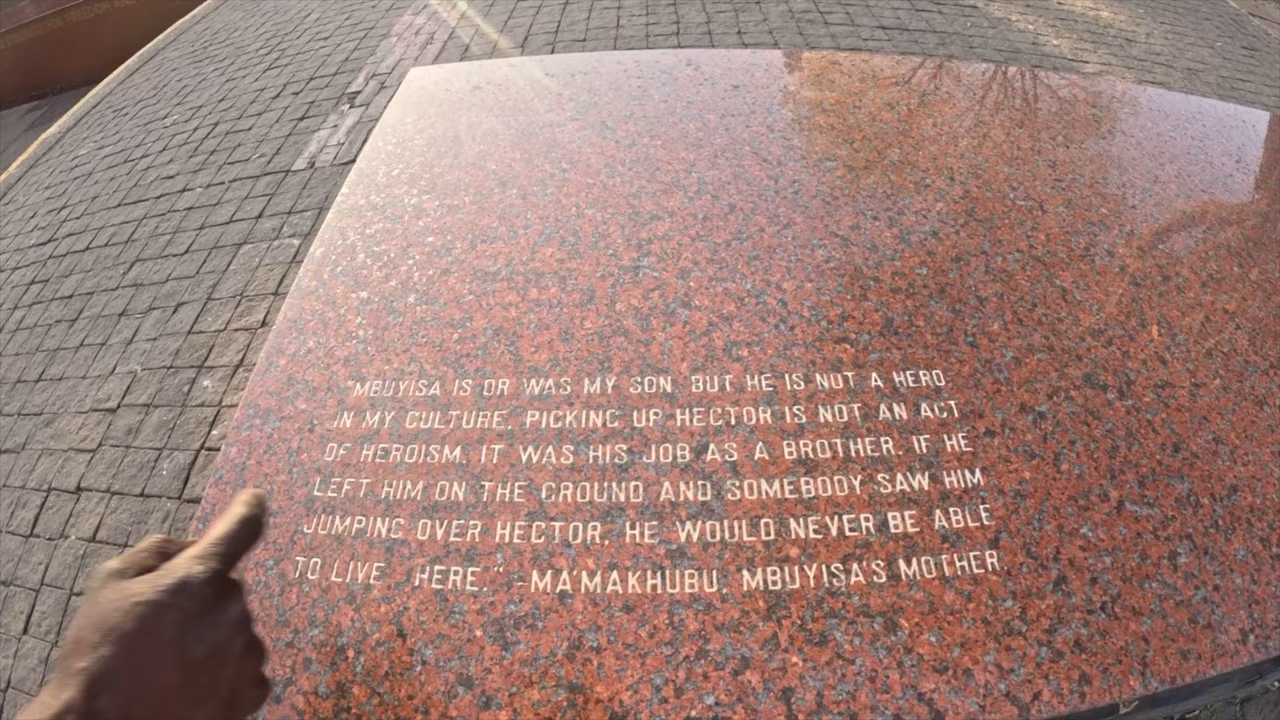 "MBUYISA IS OR WAS MY SON. BUT HE IS NOT A HERO
IN MY CULTURE, PICKING UP HECTOR IS NOT AN ACT
OF HEROISM. IT WAS HIS JOB AS A BROTHER. IF HE
LEFT HIM ON THE GROUND AND SOMEBODY SAW HIM
JUMPING OVER HECTOR, HE WOULD NEVER BE ABLE
TO LIVE HERE." -MA'MAKHUBU, MBUYISA'S MOTHER